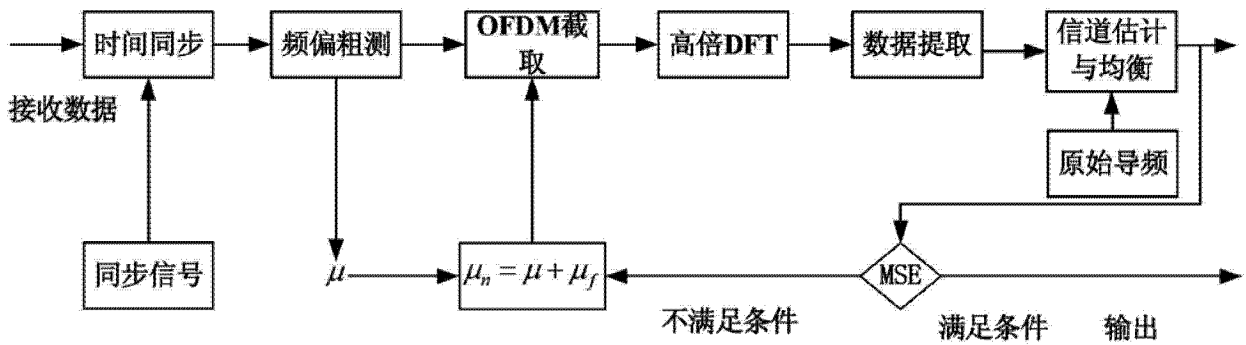 时间同步
频偏粗测
OFDM截
取
高倍DFT
数据提取
信道估计
与均衡
接收数据
原始导频
同步信号
μ
μₙ = μ + μ_f
MSE
不满足条件
满足条件
输出